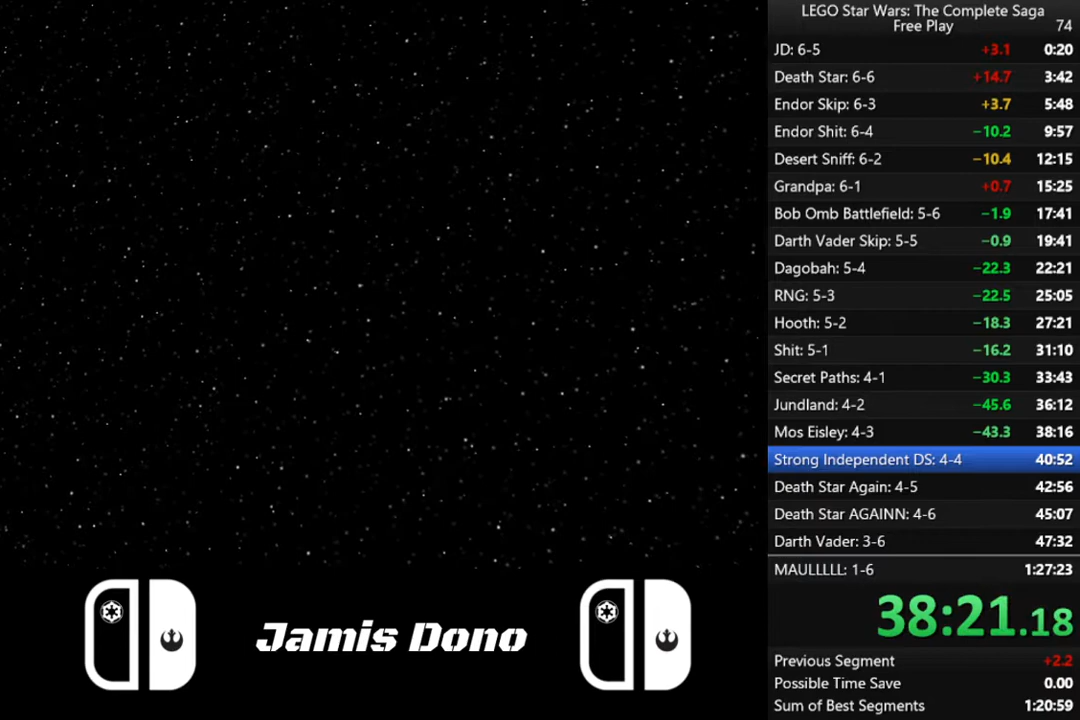 LEGO Star Wars: The Complete Saga
Free Play 74
JD: 6-5 +3.1 0:20
Death Star: 6-6 +14.7 3:42
Endor Skip: 6-3 +3.7 5:48
Endor Shit: 6-4 −10.2 9:57
Desert Sniff: 6-2 −10.4 12:15
Grandpa: 6-1 +0.7 15:25
Bob Omb Battlefield: 5-6 −1.9 17:41
Darth Vader Skip: 5-5 −0.9 19:41
Dagobah: 5-4 −22.3 22:21
RNG: 5-3 −22.5 25:05
Hooth: 5-2 −18.3 27:21
Shit: 5-1 −16.2 31:10
Secret Paths: 4-1 −30.3 33:43
Jundland: 4-2 −45.6 36:12
Mos Eisley: 4-3 −43.3 38:16
Strong Independent DS: 4-4 40:52
Death Star Again: 4-5 42:56
Death Star AGAINN: 4-6 45:07
Darth Vader: 3-6 47:32
MAULLLLL: 1-6 1:27:23
38:21.18
Previous Segment +2.2
Possible Time Save 0.00
Sum of Best Segments 1:20:59
Jamis Dono